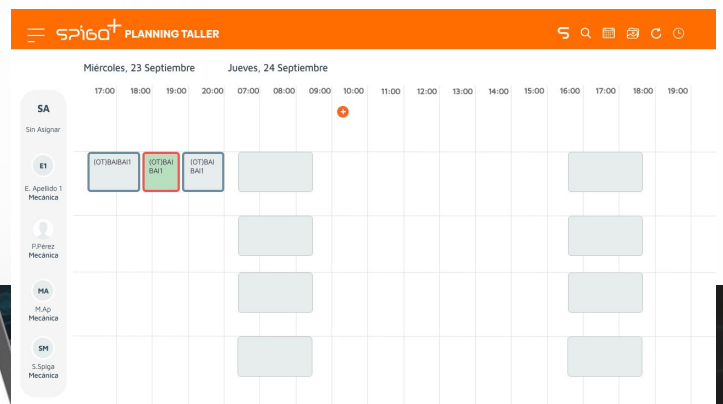 spiga+ PLANNING TALLER
Miércoles, 23 Septiembre
Jueves, 24 Septiembre
17:00 18:00 19:00 20:00 07:00 08:00 09:00 10:00 11:00 12:00 13:00 14:00 15:00 16:00 17:00 18:00 19:00
SA
Sin Asignar
E1
E. Apellido 1
Mecánica
(OT)BAIBAI1
(OT)BAI
BAI1
(OT)BAI
BAI1
P.Pérez
Mecánica
MA
M.Ap
Mecánica
SM
S.Spiga
Mecánica